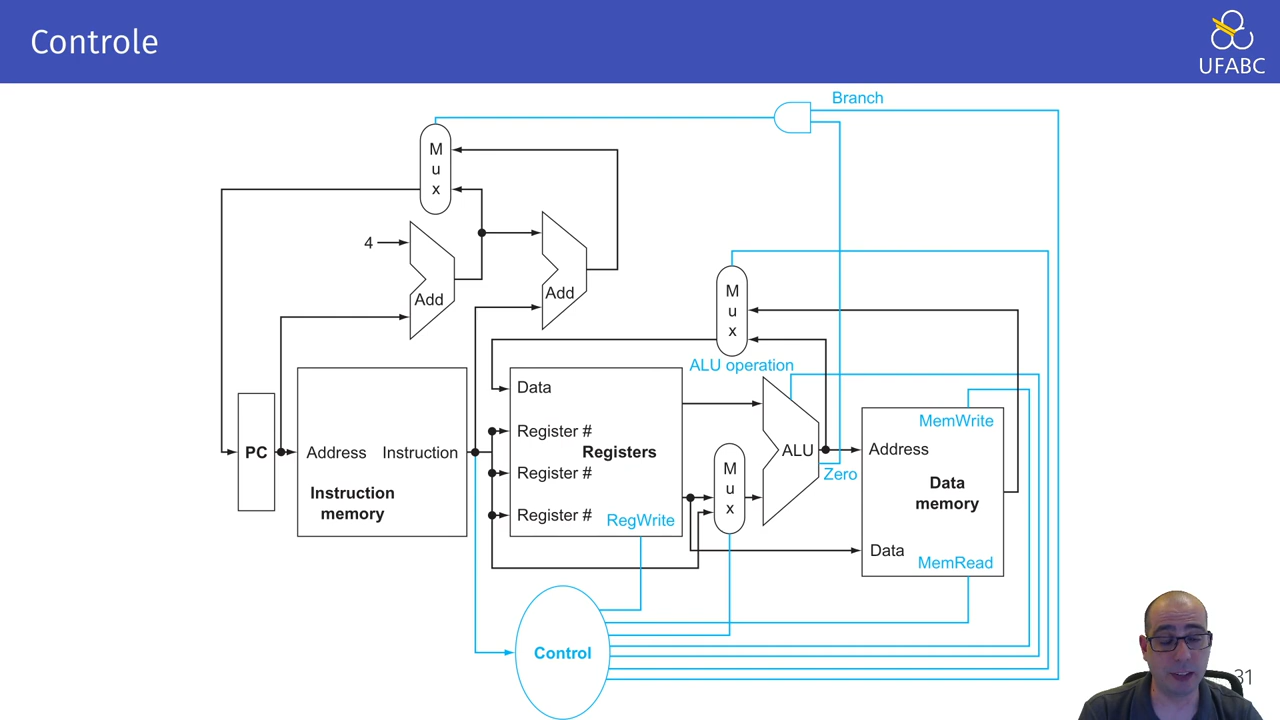 Controle
UFABC
Branch
M
u
x
4
Add
Add
M
u
x
ALU operation
Data
Register #
Registers
Register #
Register #
RegWrite
PC
Address
Instruction
Instruction
memory
M
u
x
ALU
Zero
MemWrite
Address
Data
memory
Data
MemRead
Control
31